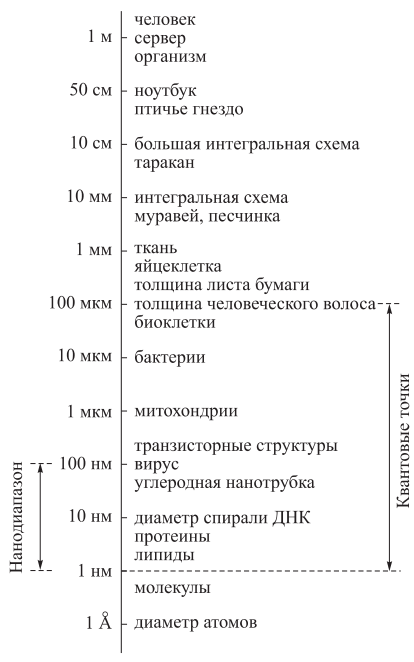 человек
1 м сервер
организм
50 см ноутбук
птичье гнездо
10 см большая интегральная схема
таракан
10 мм интегральная схема
муравей, песчинка
1 мм ткань
яйцеклетка
толщина листа бумаги
100 мкм толщина человеческого волоса
биоклетки
10 мкм бактерии
1 мкм митохондрии
транзисторные структуры
100 нм вирус
углеродная нанотрубка
10 нм диаметр спирали ДНК
протеины
липиды
1 нм
молекулы
1 Å диаметр атомов
Нанодиапазон
Квантовые точки